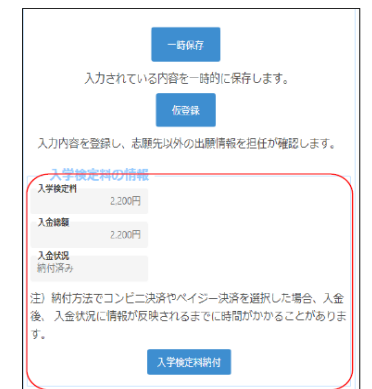 一時保存
入力されている内容を一時的に保存します。
仮登録
入力内容を登録し、志願先以外の出願情報を担任が確認します。
入学検定料の情報
入学検定料
2,200円
入金総額
2,200円
入金状況
納付済み
注）納付方法でコンビニ決済やペイジー決済を選択した場合、入金
後、 入金状況に情報が反映されるまでに時間がかかることがありま
す。
入学検定料納付